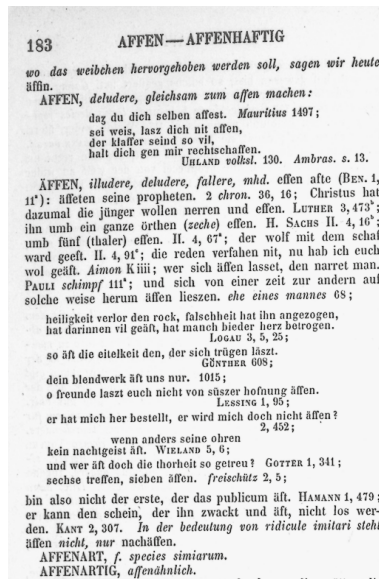 183 AFFEN—AFFENHAFTIG
wo das weibchen hervorgehoben werden soll, sagen wir heute
äffin.
AFFEN, deludere, gleichsam zum affen machen:
daz du dich selben affest. Mauritius 1497;
sei weis, lasz dich nit affen,
der klaffer seind so vil,
halt dich gen mir rechtschaffen.
UHLAND volksl. 130. Ambras. s. 13.
ÄFFEN, illudere, deludere, fallere, mhd. effen afte (BEN. 1,
11ᵃ): äffeten seine propheten. 2 chron. 36, 16; Christus hat
dazumal die jünger wollen nerren und effen. LUTHER 3, 473ᵇ;
ihn umb ein ganze örthen (zeche) effen. H. SACHS II. 4, 16ᵇ;
umb fünf (thaler) effen. II. 4, 67ᵃ; der wolf mit dem schaf
ward geeft. II. 4, 91ᵈ; die reden verfahen nit, nu hab ich euch
wol geäft. Aimon K iiii; wer sich äffen lasset, den narret man.
PAULI schimpf 111ᵃ; und sich von einer zeit zur andern auf
solche weise herum äffen lieszen. ehe eines mannes 68;
heiligkeit verlor den rock, falschheit hat ihn angezogen,
hat darinnen vil geäft, hat manch bieder herz betrogen.
LOGAU 3, 5, 25;
so äft die eitelkeit den, der sich trügen läszt.
GÜNTHER 608;
dein blendwerk äft uns nur. 1015;
o freunde laszt euch nicht von süszer hofnung äffen.
LESSING 1, 95;
er hat mich her bestellt, er wird mich doch nicht äffen?
2, 452;
wenn anders seine ohren
kein nachtgeist äft. WIELAND 5, 6;
und wer äft doch die thorheit so getreu? GOTTER 1, 341;
sechse treffen, sieben äffen. freischütz 2, 5;
bin also nicht der erste, der das publicum äft. HAMANN 1, 479;
er kann den schein, der ihn zwackt und äft, nicht los wer-
den. KANT 2, 307. In der bedeutung von ridicule imitari steht
äffen nicht, nur nachäffen.
AFFENART, f. species simiarum.
AFFENARTIG, affenähnlich.